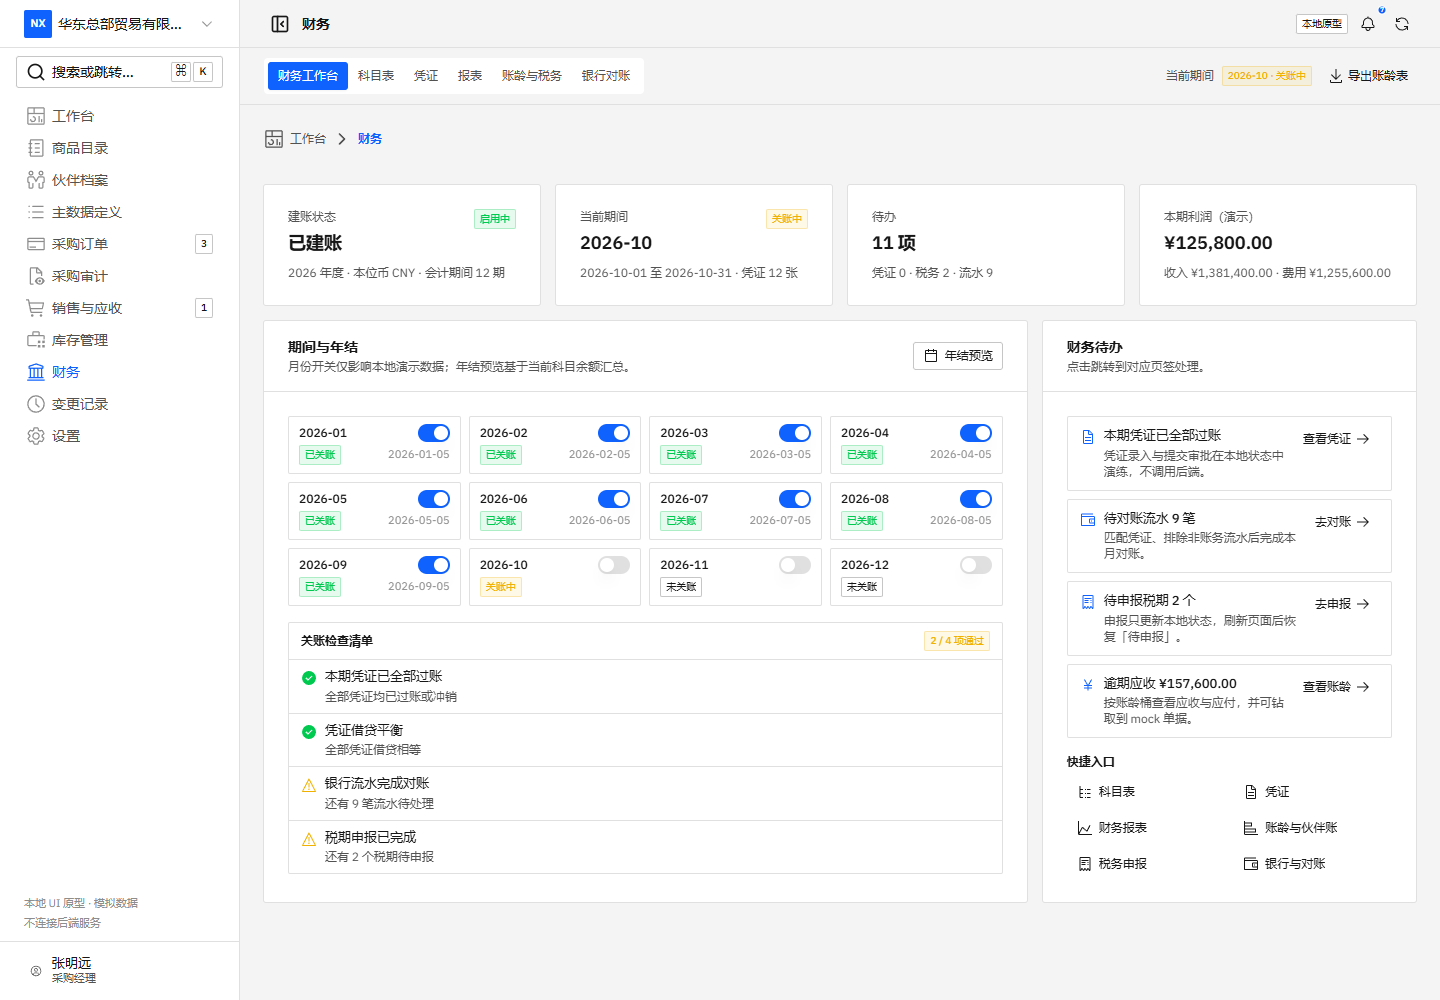 NX 华东总部贸易有限...
搜索或跳转... ⌘ K
工作台
商品目录
伙伴档案
主数据定义
采购订单 3
采购审计
销售与应收 1
库存管理
财务
变更记录
设置
本地 UI 原型 · 模拟数据
不连接后端服务
张明远
采购经理
财务
本地原型
?
财务工作台 科目表 凭证 报表 账龄与税务 银行对账
当前期间 2026-10 · 关账中 导出账龄表
工作台 财务
建账状态 启用中
已建账
2026 年度 · 本位币 CNY · 会计期间 12 期
当前期间 关账中
2026-10
2026-10-01 至 2026-10-31 · 凭证 12 张
待办
11 项
凭证 0 · 税务 2 · 流水 9
本期利润（演示）
¥125,800.00
收入 ¥1,381,400.00 · 费用 ¥1,255,600.00
期间与年结
月份开关仅影响本地演示数据；年结预览基于当前科目余额汇总。
年结预览
2026-01
已关账 2026-01-05
2026-02
已关账 2026-02-05
2026-03
已关账 2026-03-05
2026-04
已关账 2026-04-05
2026-05
已关账 2026-05-05
2026-06
已关账 2026-06-05
2026-07
已关账 2026-07-05
2026-08
已关账 2026-08-05
2026-09
已关账 2026-09-05
2026-10
关账中
2026-11
未关账
2026-12
未关账
关账检查清单 2 / 4 项通过
本期凭证已全部过账
全部凭证均已过账或冲销
凭证借贷平衡
全部凭证借贷相等
银行流水完成对账
还有 9 笔流水待处理
税期申报已完成
还有 2 个税期待申报
财务待办
点击跳转到对应页签处理。
本期凭证已全部过账 查看凭证
凭证录入与提交审批在本地状态中
演练，不调用后端。
待对账流水 9 笔 去对账
匹配凭证、排除非账务流水后完成本
月对账。
待申报税期 2 个 去申报
申报只更新本地状态，刷新页面后恢
复「待申报」。
逾期应收 ¥157,600.00 查看账龄
按账龄桶查看应收与应付，并可钻
取到 mock 单据。
快捷入口
科目表 凭证
财务报表 账龄与伙伴账
税务申报 银行与对账